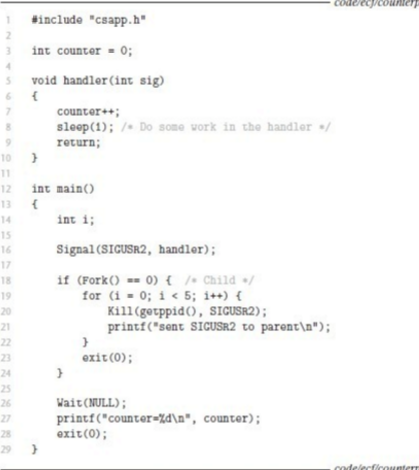 code/ecf/counterp
1 #include "csapp.h"
2
3 int counter = 0;
4
5 void handler(int sig)
6 {
7     counter++;
8     sleep(1); /* Do some work in the handler */
9     return;
10 }
11
12 int main()
13 {
14     int i;
15
16     Signal(SIGUSR2, handler);
17
18     if (Fork() == 0) {  /* Child */
19         for (i = 0; i < 5; i++) {
20             Kill(getppid(), SIGUSR2);
21             printf("sent SIGUSR2 to parent\n");
22         }
23         exit(0);
24     }
25
26     Wait(NULL);
27     printf("counter=%d\n", counter);
28     exit(0);
29 }
code/ecf/counterp